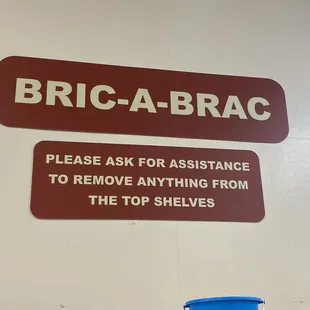 BRIC-A-BRAC
PLEASE ASK FOR ASSISTANCE
TO REMOVE ANYTHING FROM
THE TOP SHELVES